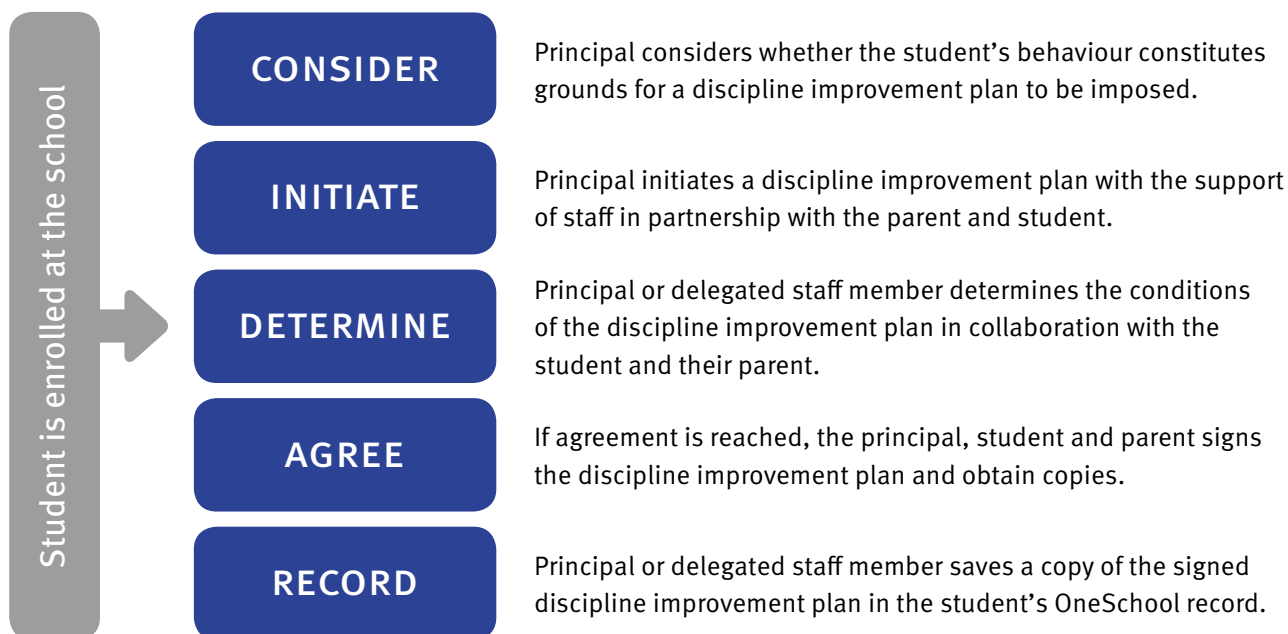 Student is enrolled at the school
CONSIDER
Principal considers whether the student’s behaviour constitutes
grounds for a discipline improvement plan to be imposed.
INITIATE
Principal initiates a discipline improvement plan with the support
of staff in partnership with the parent and student.
DETERMINE
Principal or delegated staff member determines the conditions
of the discipline improvement plan in collaboration with the
student and their parent.
AGREE
If agreement is reached, the principal, student and parent signs
the discipline improvement plan and obtain copies.
RECORD
Principal or delegated staff member saves a copy of the signed
discipline improvement plan in the student’s OneSchool record.